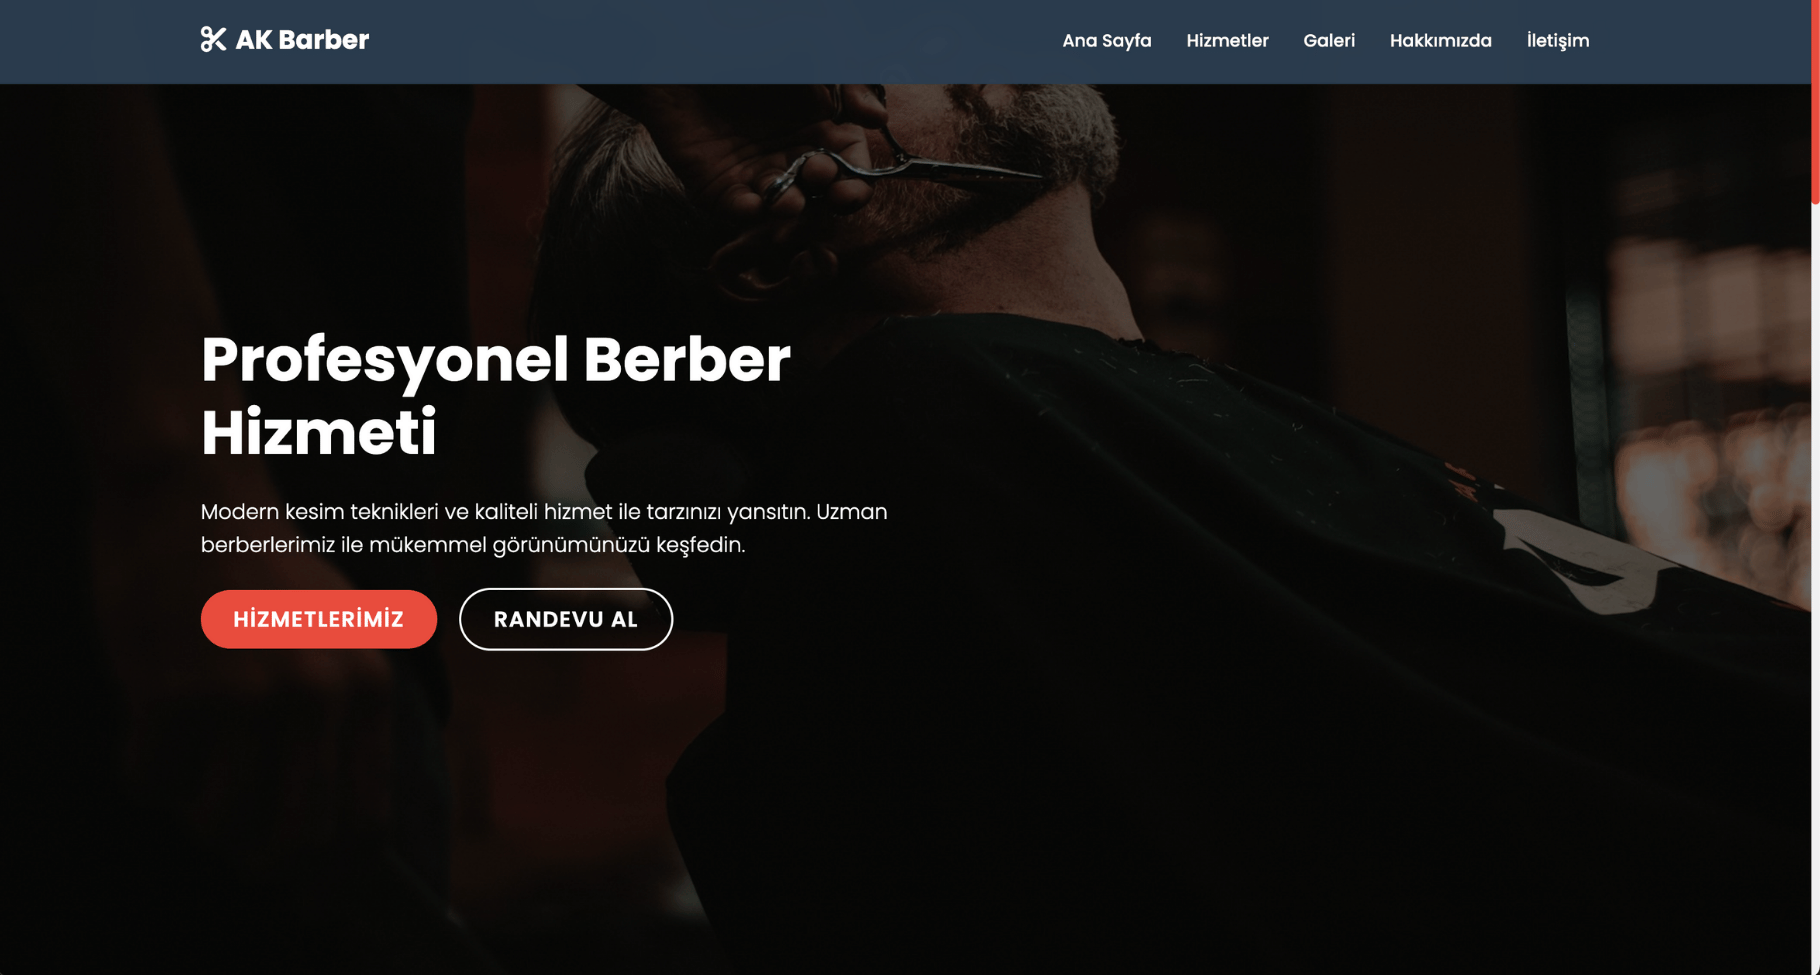 AK Barber
Ana Sayfa Hizmetler Galeri Hakkımızda İletişim
Profesyonel Berber
Hizmeti
Modern kesim teknikleri ve kaliteli hizmet ile tarzınızı yansıtın. Uzman
berberlerimiz ile mükemmel görünümünüzü keşfedin.
HİZMETLERİMİZ RANDEVU AL